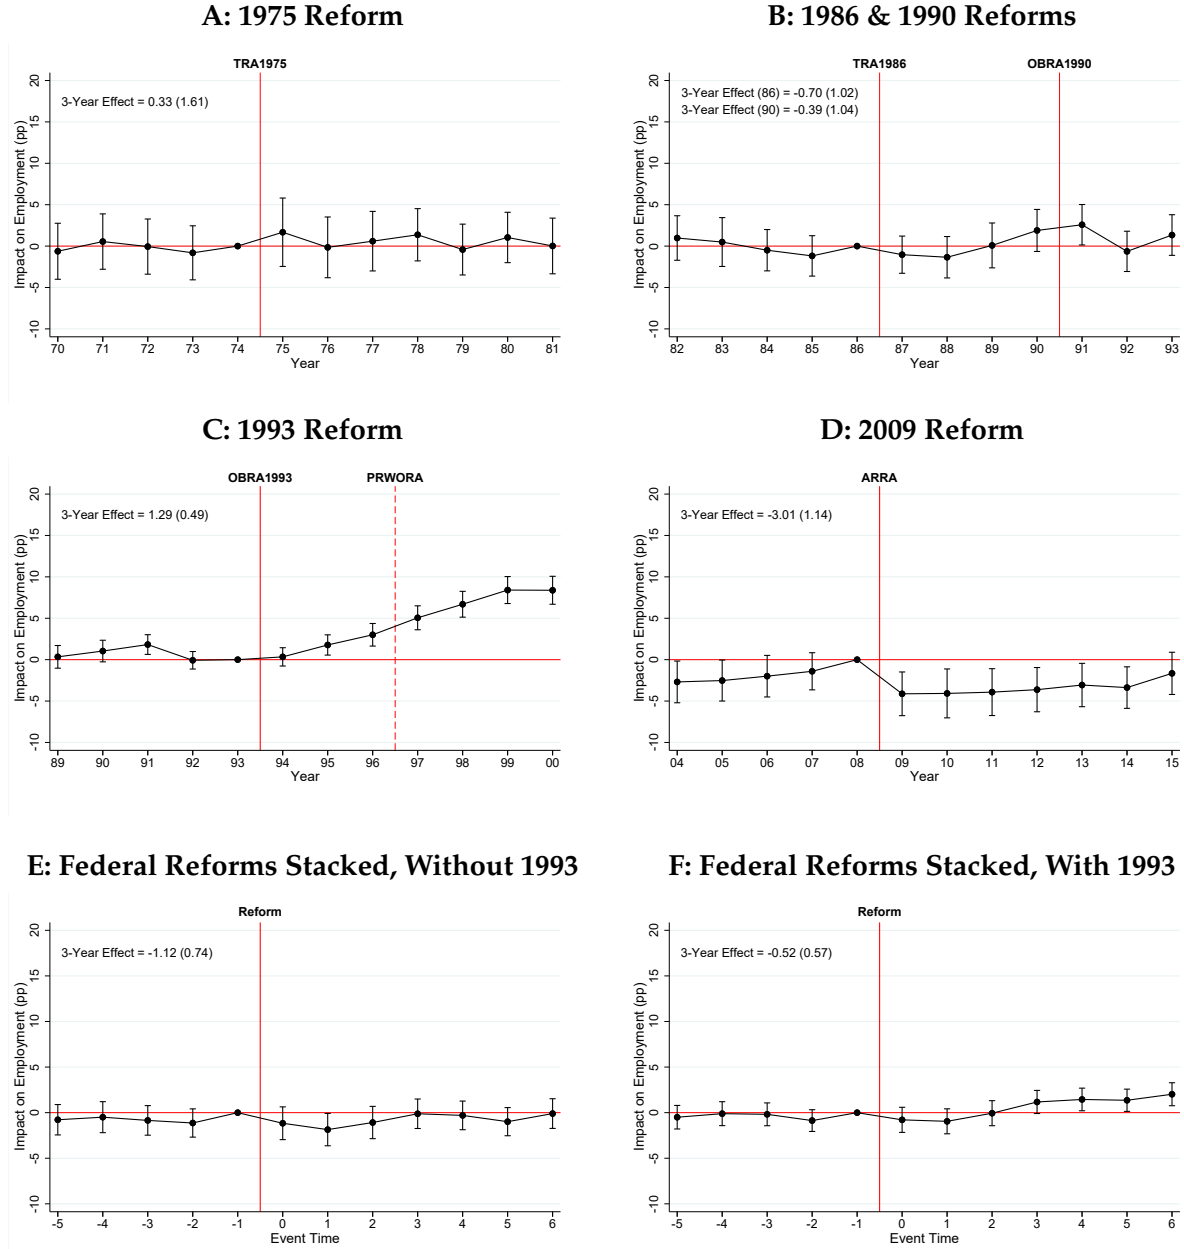 A: 1975 Reform
TRA1975
3-Year Effect = 0.33 (1.61)
Impact on Employment (pp)
20
15
10
5
0
-5
-10
70 71 72 73 74 75 76 77 78 79 80 81
Year
B: 1986 & 1990 Reforms
TRA1986 OBRA1990
3-Year Effect (86) = -0.70 (1.02)
3-Year Effect (90) = -0.39 (1.04)
Impact on Employment (pp)
20
15
10
5
0
-5
-10
82 83 84 85 86 87 88 89 90 91 92 93
Year
C: 1993 Reform
OBRA1993 PRWORA
3-Year Effect = 1.29 (0.49)
Impact on Employment (pp)
20
15
10
5
0
-5
-10
89 90 91 92 93 94 95 96 97 98 99 00
Year
D: 2009 Reform
ARRA
3-Year Effect = -3.01 (1.14)
Impact on Employment (pp)
20
15
10
5
0
-5
-10
04 05 06 07 08 09 10 11 12 13 14 15
Year
E: Federal Reforms Stacked, Without 1993
Reform
3-Year Effect = -1.12 (0.74)
Impact on Employment (pp)
20
15
10
5
0
-5
-10
-5 -4 -3 -2 -1 0 1 2 3 4 5 6
Event Time
F: Federal Reforms Stacked, With 1993
Reform
3-Year Effect = -0.52 (0.57)
Impact on Employment (pp)
20
15
10
5
0
-5
-10
-5 -4 -3 -2 -1 0 1 2 3 4 5 6
Event Time